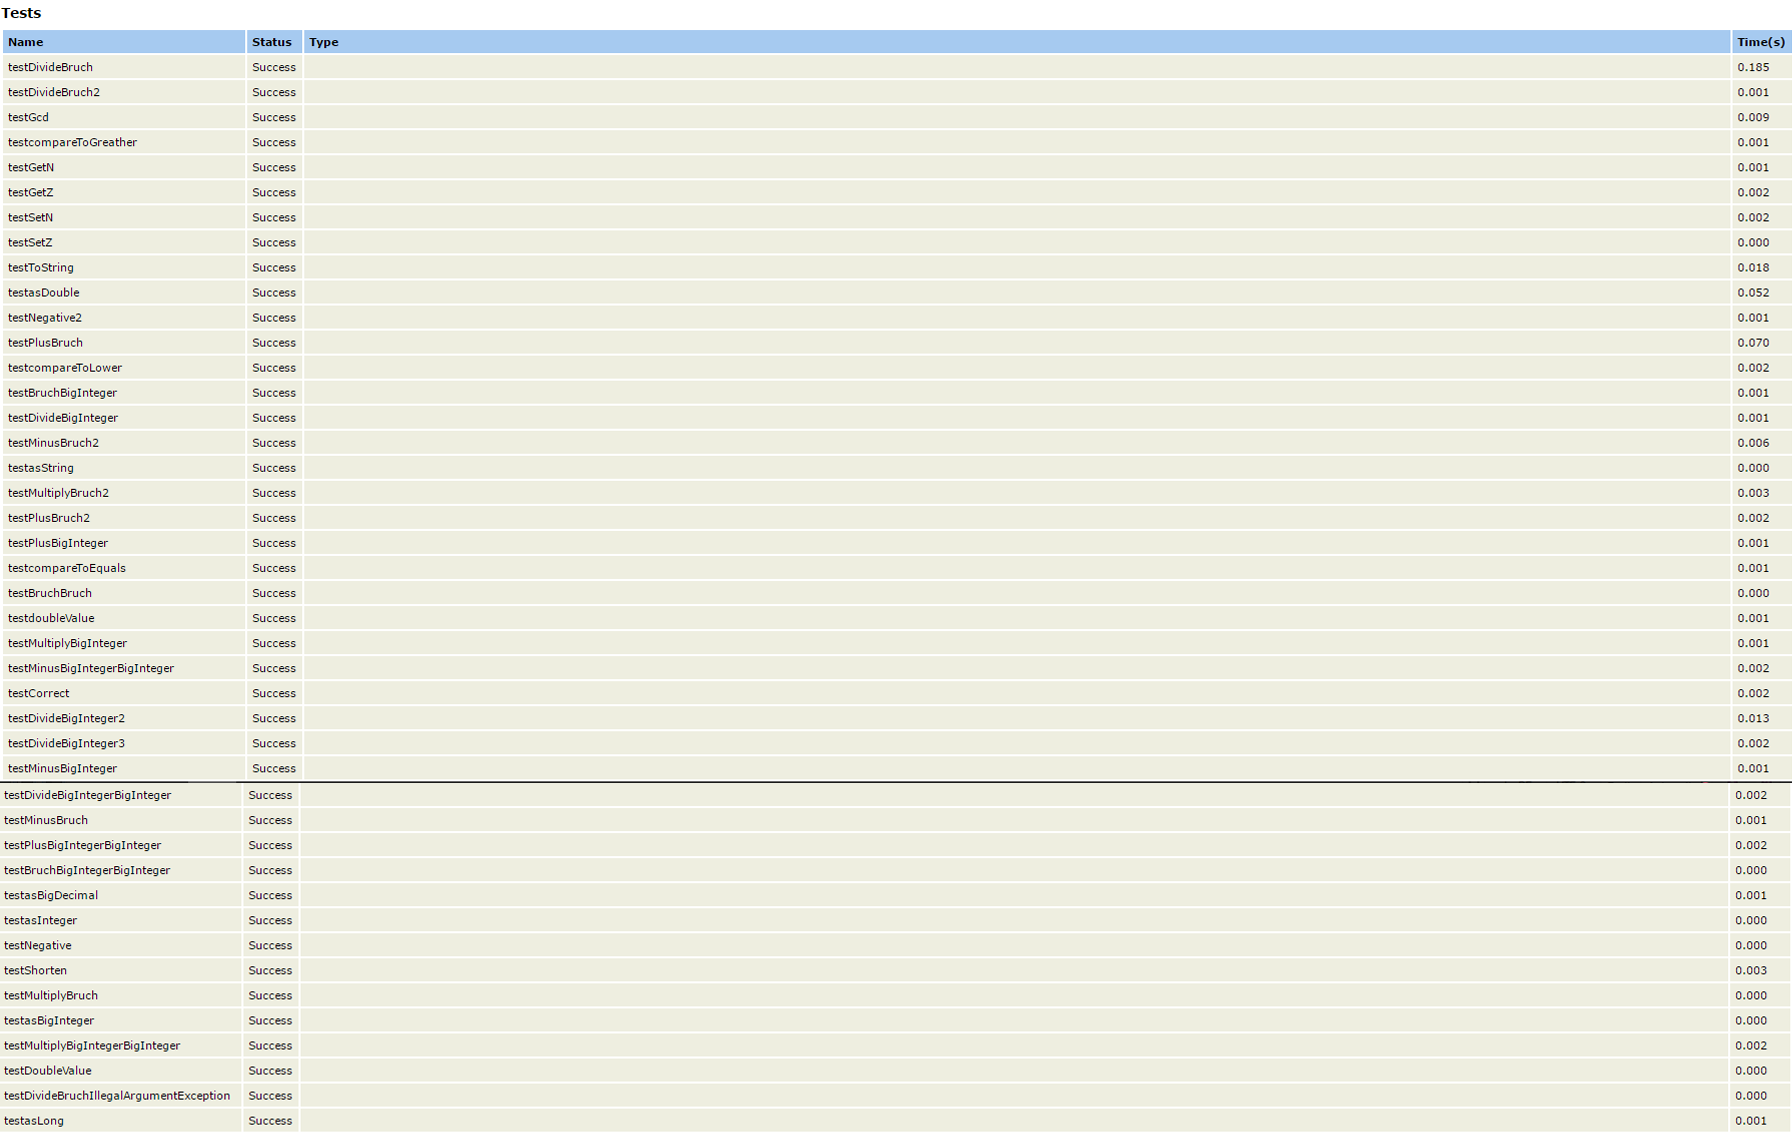 Tests
Name Status Type Time(s)
testDivideBruch Success 0.185
testDivideBruch2 Success 0.001
testGcd Success 0.009
testcompareToGreather Success 0.001
testGetN Success 0.001
testGetZ Success 0.002
testSetN Success 0.002
testSetZ Success 0.000
testToString Success 0.018
testasDouble Success 0.052
testNegative2 Success 0.001
testPlusBruch Success 0.070
testcompareToLower Success 0.002
testBruchBigInteger Success 0.001
testDivideBigInteger Success 0.001
testMinusBruch2 Success 0.006
testasString Success 0.000
testMultiplyBruch2 Success 0.003
testPlusBruch2 Success 0.002
testPlusBigInteger Success 0.001
testcompareToEquals Success 0.001
testBruchBruch Success 0.000
testdoubleValue Success 0.001
testMultiplyBigInteger Success 0.001
testMinusBigIntegerBigInteger Success 0.002
testCorrect Success 0.002
testDivideBigInteger2 Success 0.013
testDivideBigInteger3 Success 0.002
testMinusBigInteger Success 0.001
testDivideBigIntegerBigInteger Success 0.002
testMinusBruch Success 0.001
testPlusBigIntegerBigInteger Success 0.002
testBruchBigIntegerBigInteger Success 0.000
testasBigDecimal Success 0.001
testasInteger Success 0.000
testNegative Success 0.000
testShorten Success 0.003
testMultiplyBruch Success 0.000
testasBigInteger Success 0.000
testMultiplyBigIntegerBigInteger Success 0.002
testDoubleValue Success 0.000
testDivideBruchIllegalArgumentException Success 0.000
testasLong Success 0.001